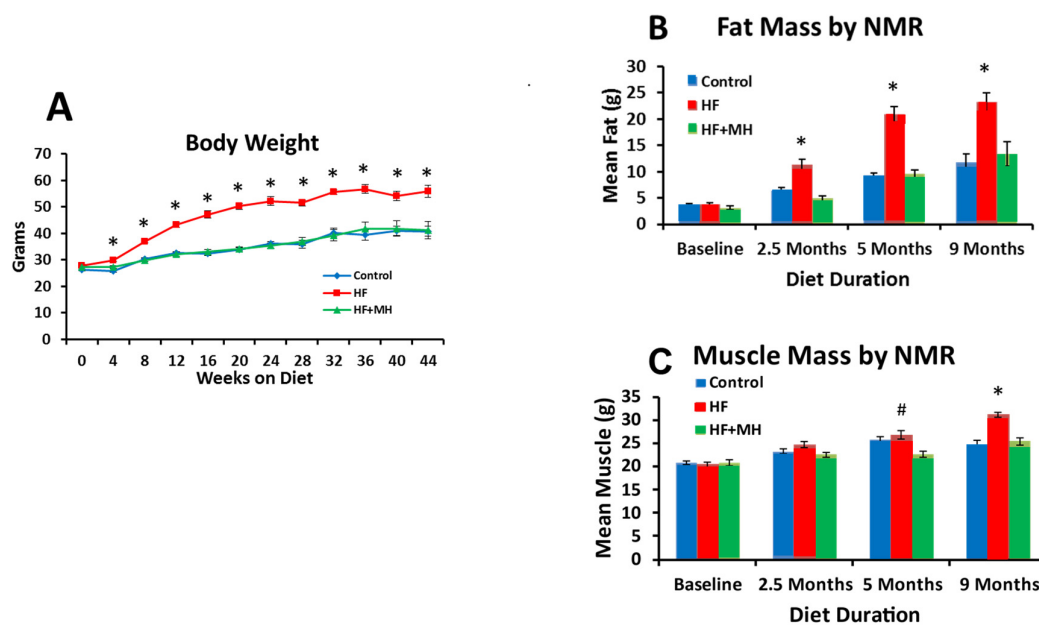 A
Body Weight
Grams
70
60
50
40
30
20
10
0
* * * * * * * * * * *
Control
HF
HF+MH
0 4 8 12 16 20 24 28 32 36 40 44
Weeks on Diet
B Fat Mass by NMR
Mean Fat (g)
30
25
20
15
10
5
0
Control
HF
HF+MH
* * *
Baseline 2.5 Months 5 Months 9 Months
Diet Duration
C Muscle Mass by NMR
Mean Muscle (g)
35
30
25
20
15
10
5
0
Control
HF
HF+MH
# *
Baseline 2.5 Months 5 Months 9 Months
Diet Duration